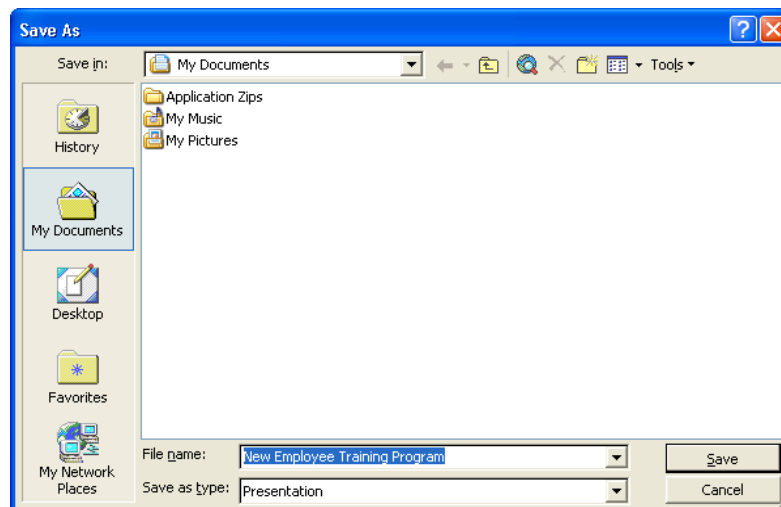 Save As
Save in:
My Documents
Tools
Application Zips
My Music
My Pictures
History
My Documents
Desktop
Favorites
My Network
Places
File name:
New Employee Training Program
Save
Save as type:
Presentation
Cancel